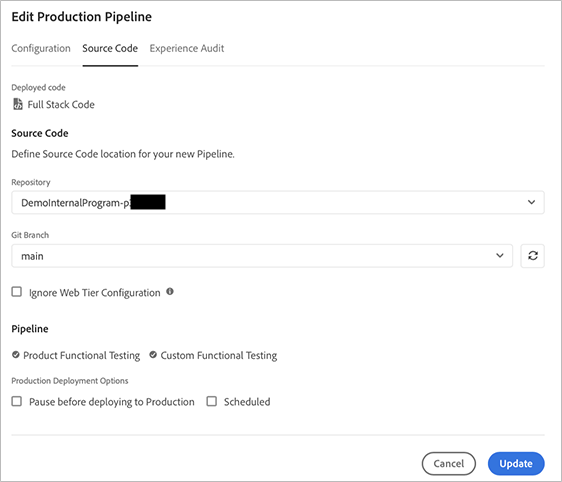 Edit Production Pipeline
Configuration Source Code Experience Audit
Deployed code
Full Stack Code
Source Code
Define Source Code location for your new Pipeline.
Repository
DemoInternalProgram-p
Git Branch
main
Ignore Web Tier Configuration
Pipeline
Product Functional Testing Custom Functional Testing
Production Deployment Options
Pause before deploying to Production Scheduled
Cancel Update